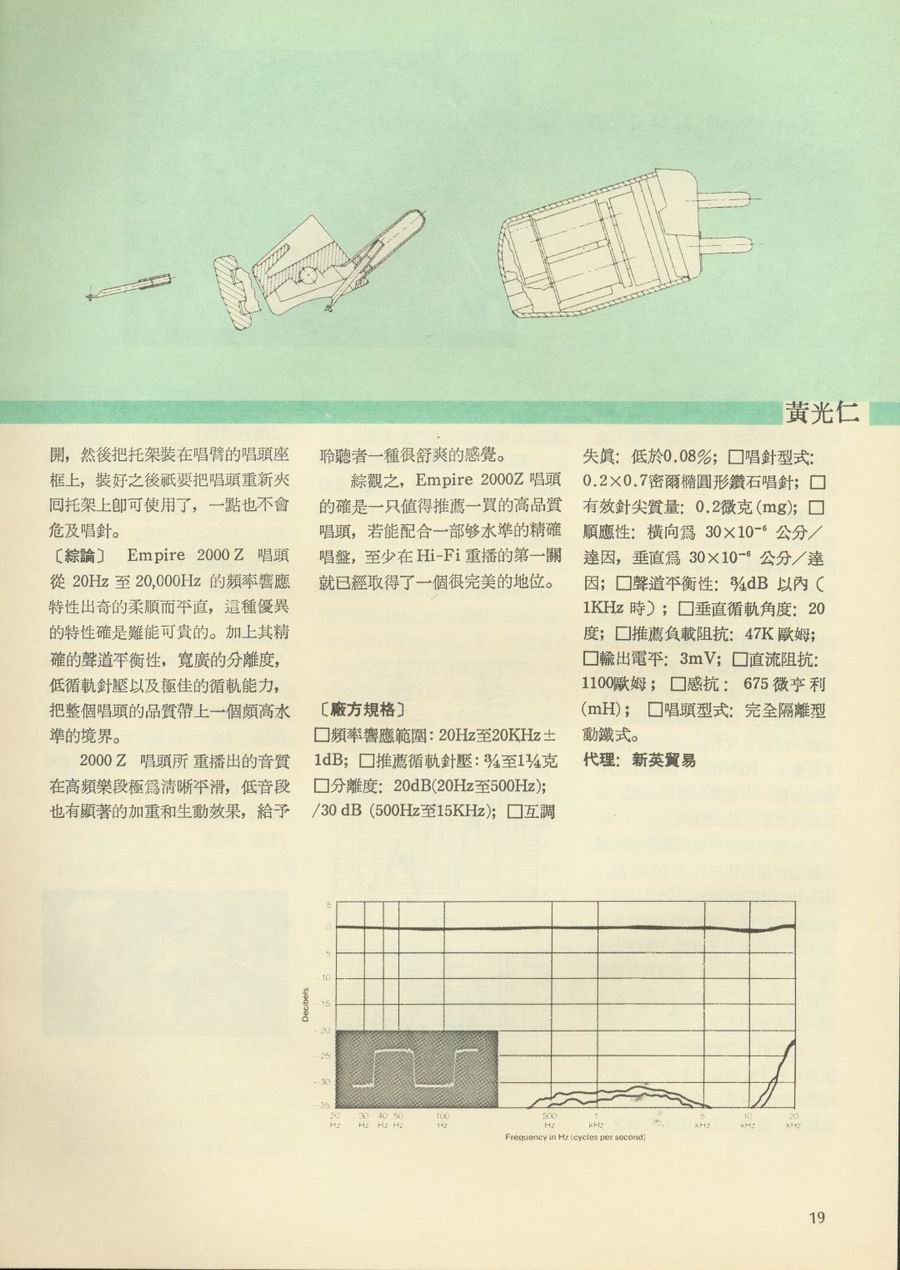 黃光仁
開，然後把托架裝在唱臂的唱頭座
框上，裝好之後祇要把唱頭重新夾
囘托架上卽可使用了，一點也不會
危及唱針。
〔綜論〕 Empire 2000 Z 唱頭
從 20Hz 至 20,000Hz 的頻率響應
特性出奇的柔順而平直，這種優異
的特性確是難能可貴的。加上其精
確的聲道平衡性，寬廣的分離度，
低循軌針壓以及極佳的循軌能力，
把整個唱頭的品質帶上一個頗高水
準的境界。
2000 Z 唱頭所重播出的音質
在高頻樂段極爲清晰平滑，低音段
也有顯著的加重和生動效果，給予
聆聽者一種很舒爽的感覺。
綜觀之，Empire 2000Z 唱頭
的確是一只值得推薦一買的高品質
唱頭，若能配合一部够水準的精確
唱盤，至少在 Hi-Fi 重播的第一關
就已經取得了一個很完美的地位。
〔廠方規格〕
□頻率響應範圍：20Hz至20KHz±
1dB；□推薦循軌針壓：¾至1¼克
□分離度：20dB(20Hz至500Hz)；
/30 dB (500Hz至15KHz)；□互調
失眞：低於0.08%；□唱針型式：
0.2×0.7密爾橢圓形鑽石唱針；□
有效針尖質量：0.2微克(mg)；□
順應性：橫向爲 30×10⁻⁶ 公分／
達因，垂直爲 30×10⁻⁶ 公分／達
因；□聲道平衡性：¾dB 以內（
1KHz 時）；□垂直循軌角度：20
度；□推薦負載阻抗：47K 歐姆；
□輸出電平：3mV；□直流阻抗：
1100歐姆；□感抗：675 微亨利
(mH)；□唱頭型式：完全隔離型
動鐵式。
代理：新英貿易
5
0
-5
-10
-15
-20
-25
-30
-35
Decibels
20 30 40 50 100 500 1 5 10 20
Hz Hz Hz Hz Hz Hz kHz kHz kHz kHz
Frequency in Hz (cycles per second)
19